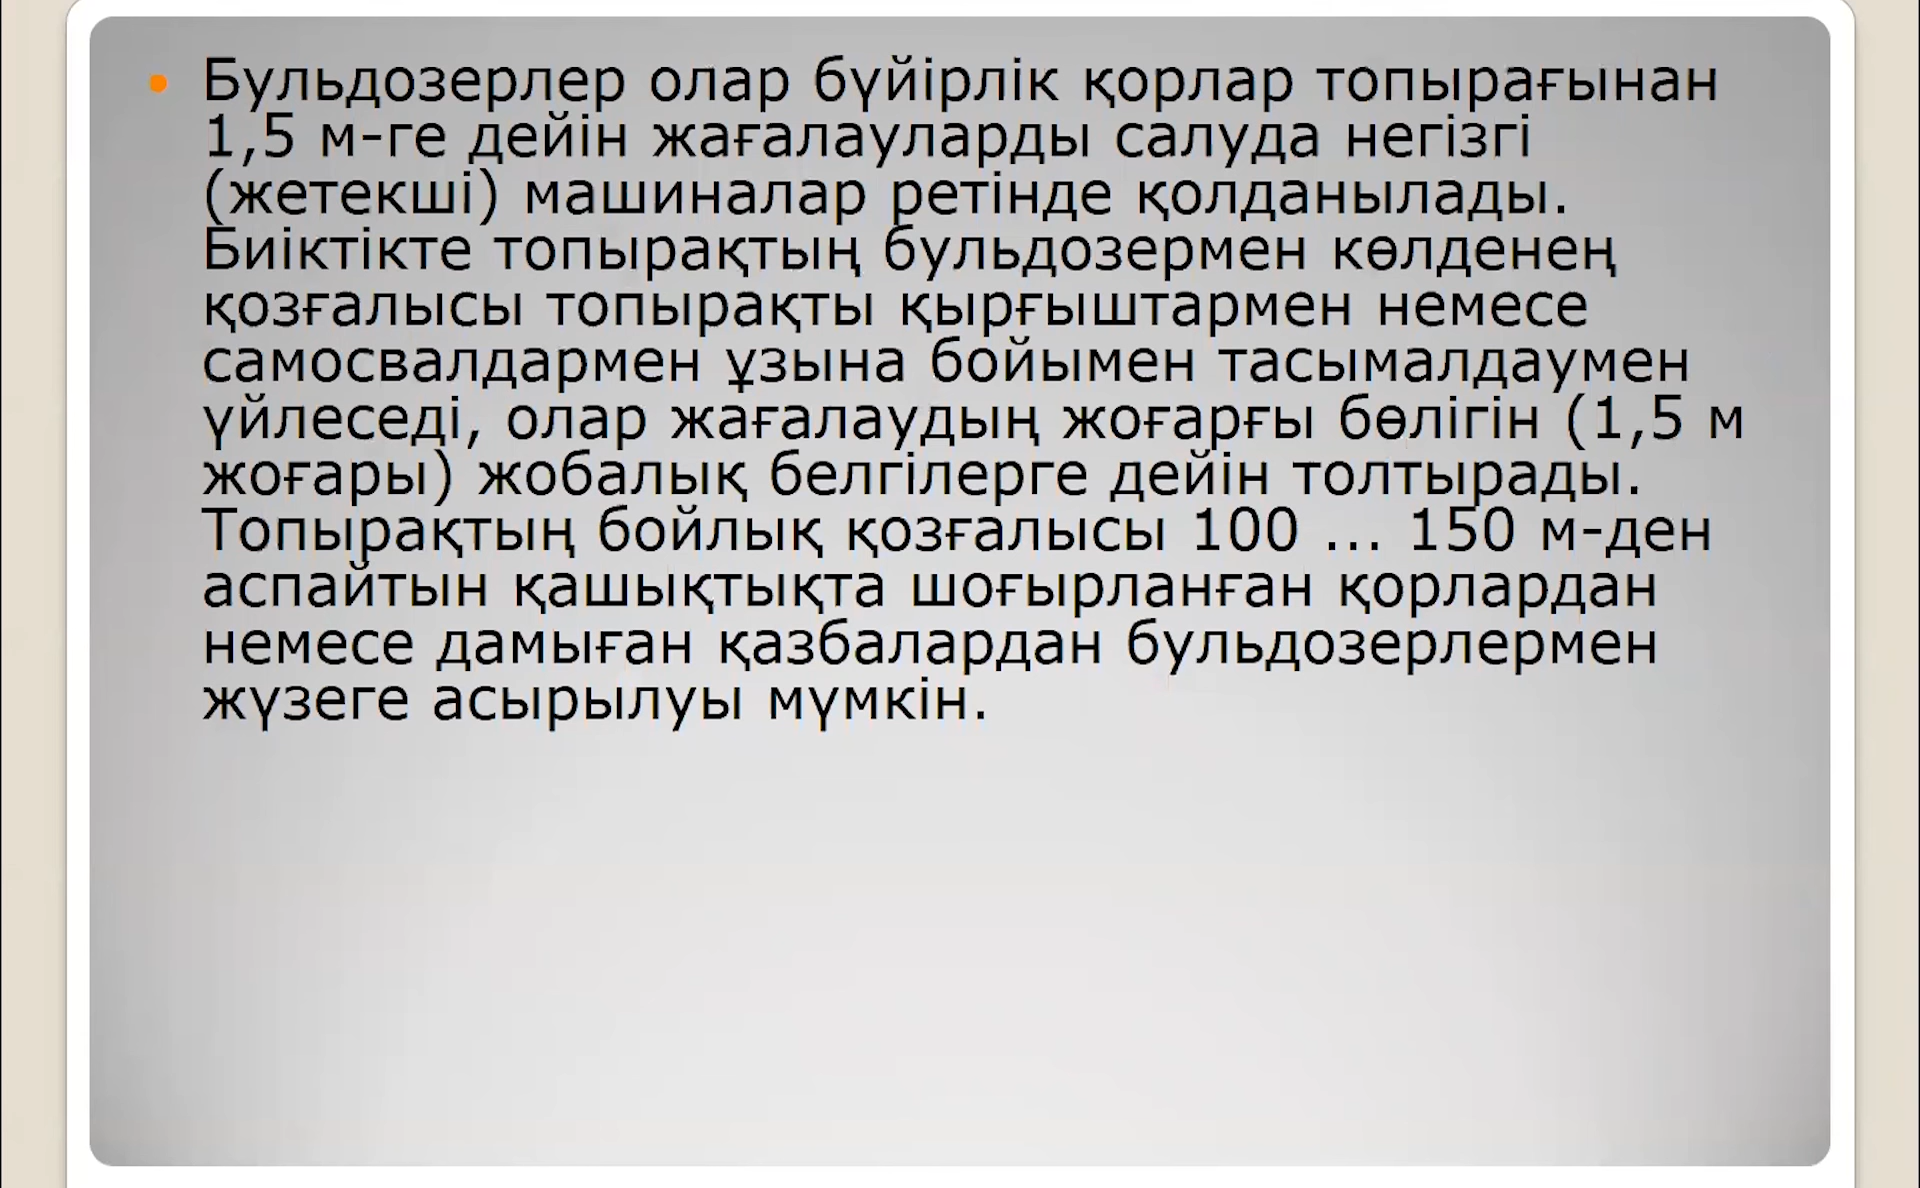 Бульдозерлер олар бүйірлік қорлар топырағынан
1,5 м-ге дейін жағалауларды салуда негізгі
(жетекші) машиналар ретінде қолданылады.
Биіктікте топырақтың бульдозермен көлденең
қозғалысы топырақты қырғыштармен немесе
самосвалдармен ұзына бойымен тасымалдаумен
үйлеседі, олар жағалаудың жоғарғы бөлігін (1,5 м
жоғары) жобалық белгілерге дейін толтырады.
Топырақтың бойлық қозғалысы 100 ... 150 м-ден
аспайтын қашықтықта шоғырланған қорлардан
немесе дамыған қазбалардан бульдозерлермен
жүзеге асырылуы мүмкін.